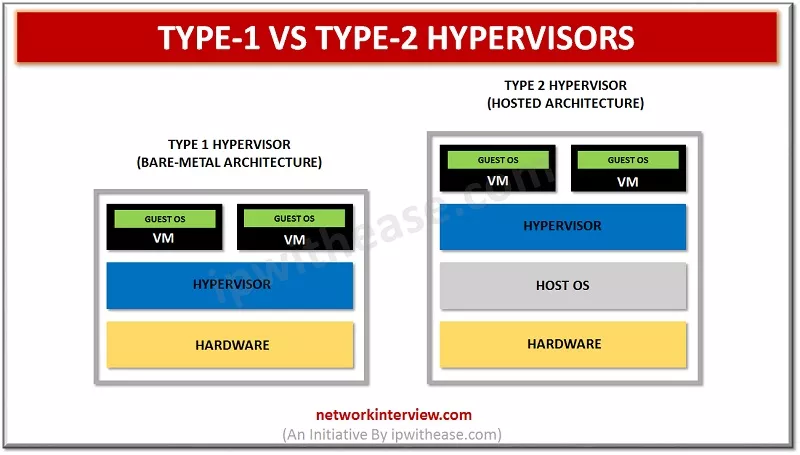 TYPE-1 VS TYPE-2 HYPERVISORS
TYPE 1 HYPERVISOR
(BARE-METAL ARCHITECTURE)
GUEST OS
VM
GUEST OS
VM
HYPERVISOR
HARDWARE
TYPE 2 HYPERVISOR
(HOSTED ARCHITECTURE)
GUEST OS
VM
GUEST OS
VM
HYPERVISOR
HOST OS
HARDWARE
ipwithease.com
networkinterview.com
(An Initiative By ipwithease.com)